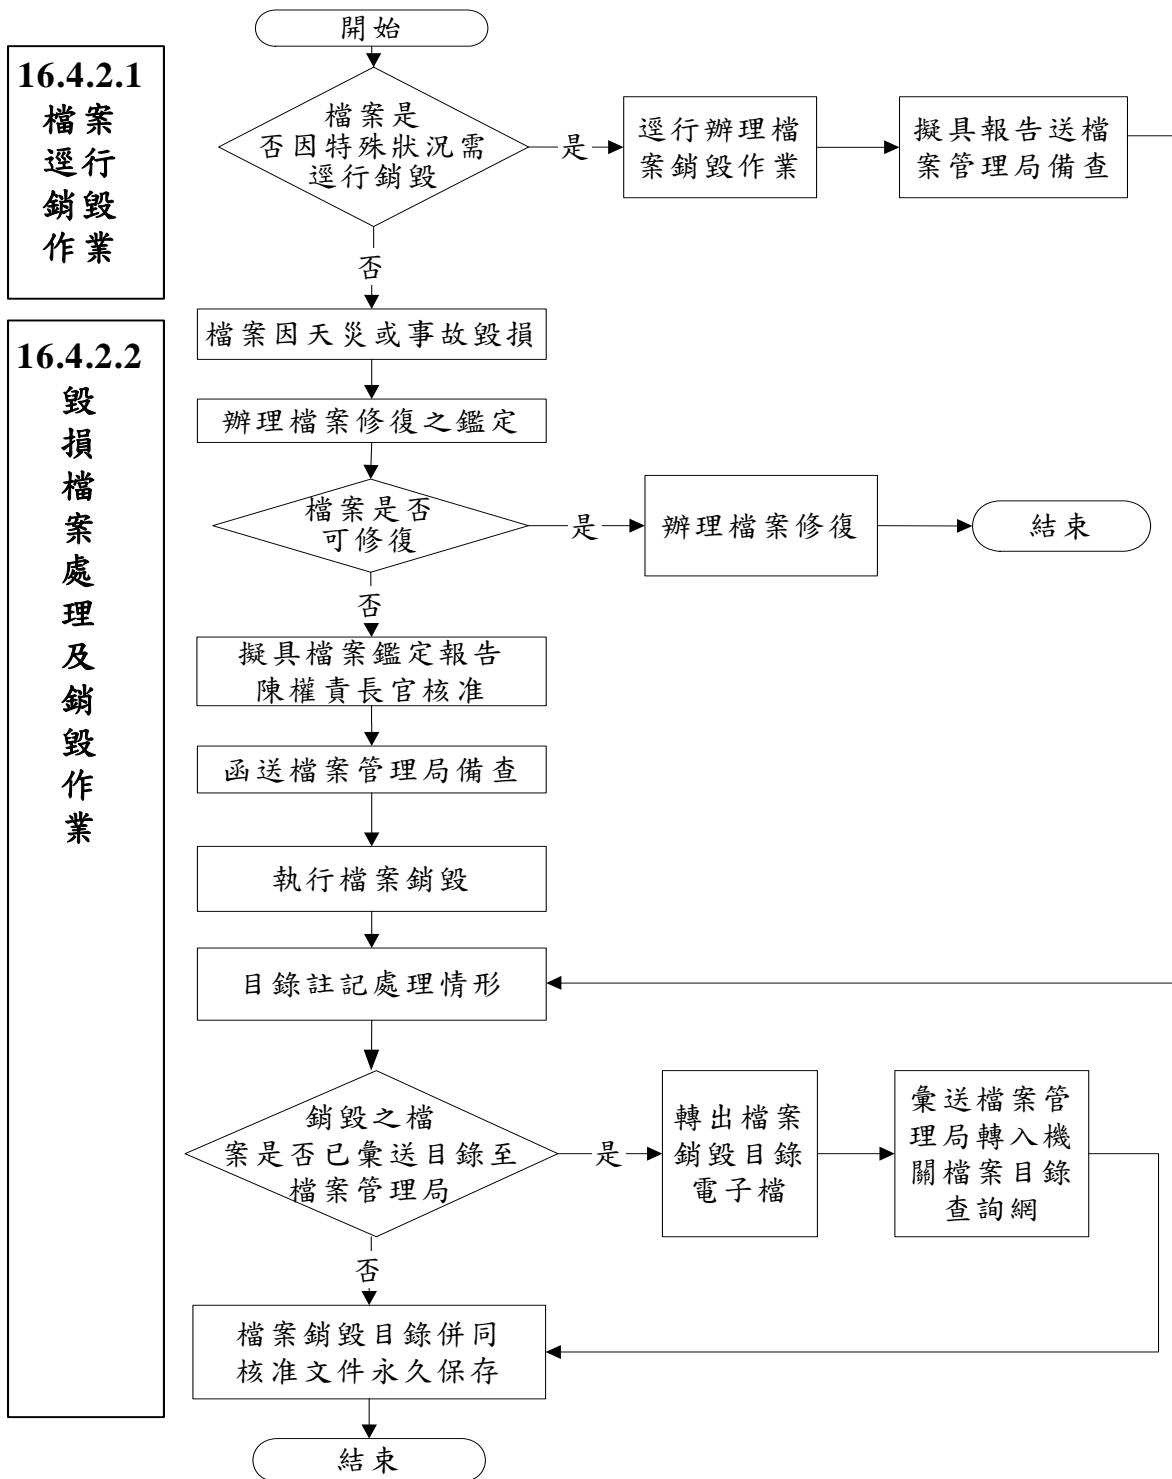 開始
16.4.2.1
檔案
逕行
銷毀
作業
檔案是
否因特殊狀況需
逕行銷毀
是
逕行辦理檔
案銷毀作業
擬具報告送檔
案管理局備查
否
16.4.2.2
毀
損
檔
案
處
理
及
銷
毀
作
業
檔案因天災或事故毀損
辦理檔案修復之鑑定
檔案是否
可修復
是
辦理檔案修復
結束
否
擬具檔案鑑定報告
陳權責長官核准
函送檔案管理局備查
執行檔案銷毀
目錄註記處理情形
銷毀之檔
案是否已彙送目錄至
檔案管理局
是
轉出檔案
銷毀目錄
電子檔
彙送檔案管
理局轉入機
關檔案目錄
查詢網
否
檔案銷毀目錄併同
核准文件永久保存
結束